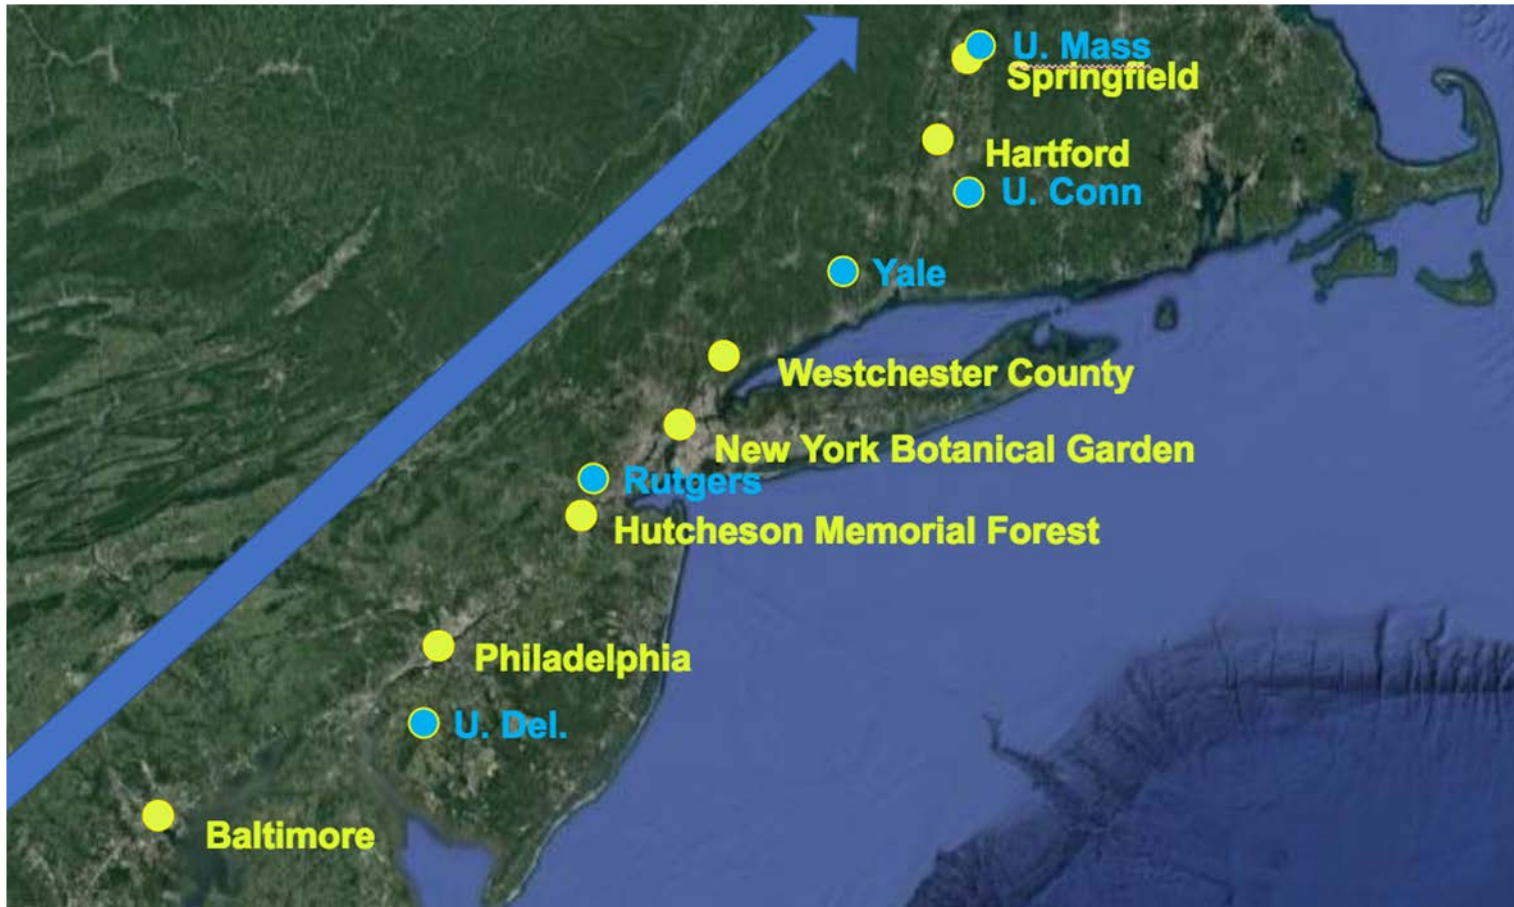 U. Mass
Springfield
Hartford
U. Conn
Yale
Westchester County
New York Botanical Garden
Rutgers
Hutcheson Memorial Forest
Philadelphia
U. Del.
Baltimore